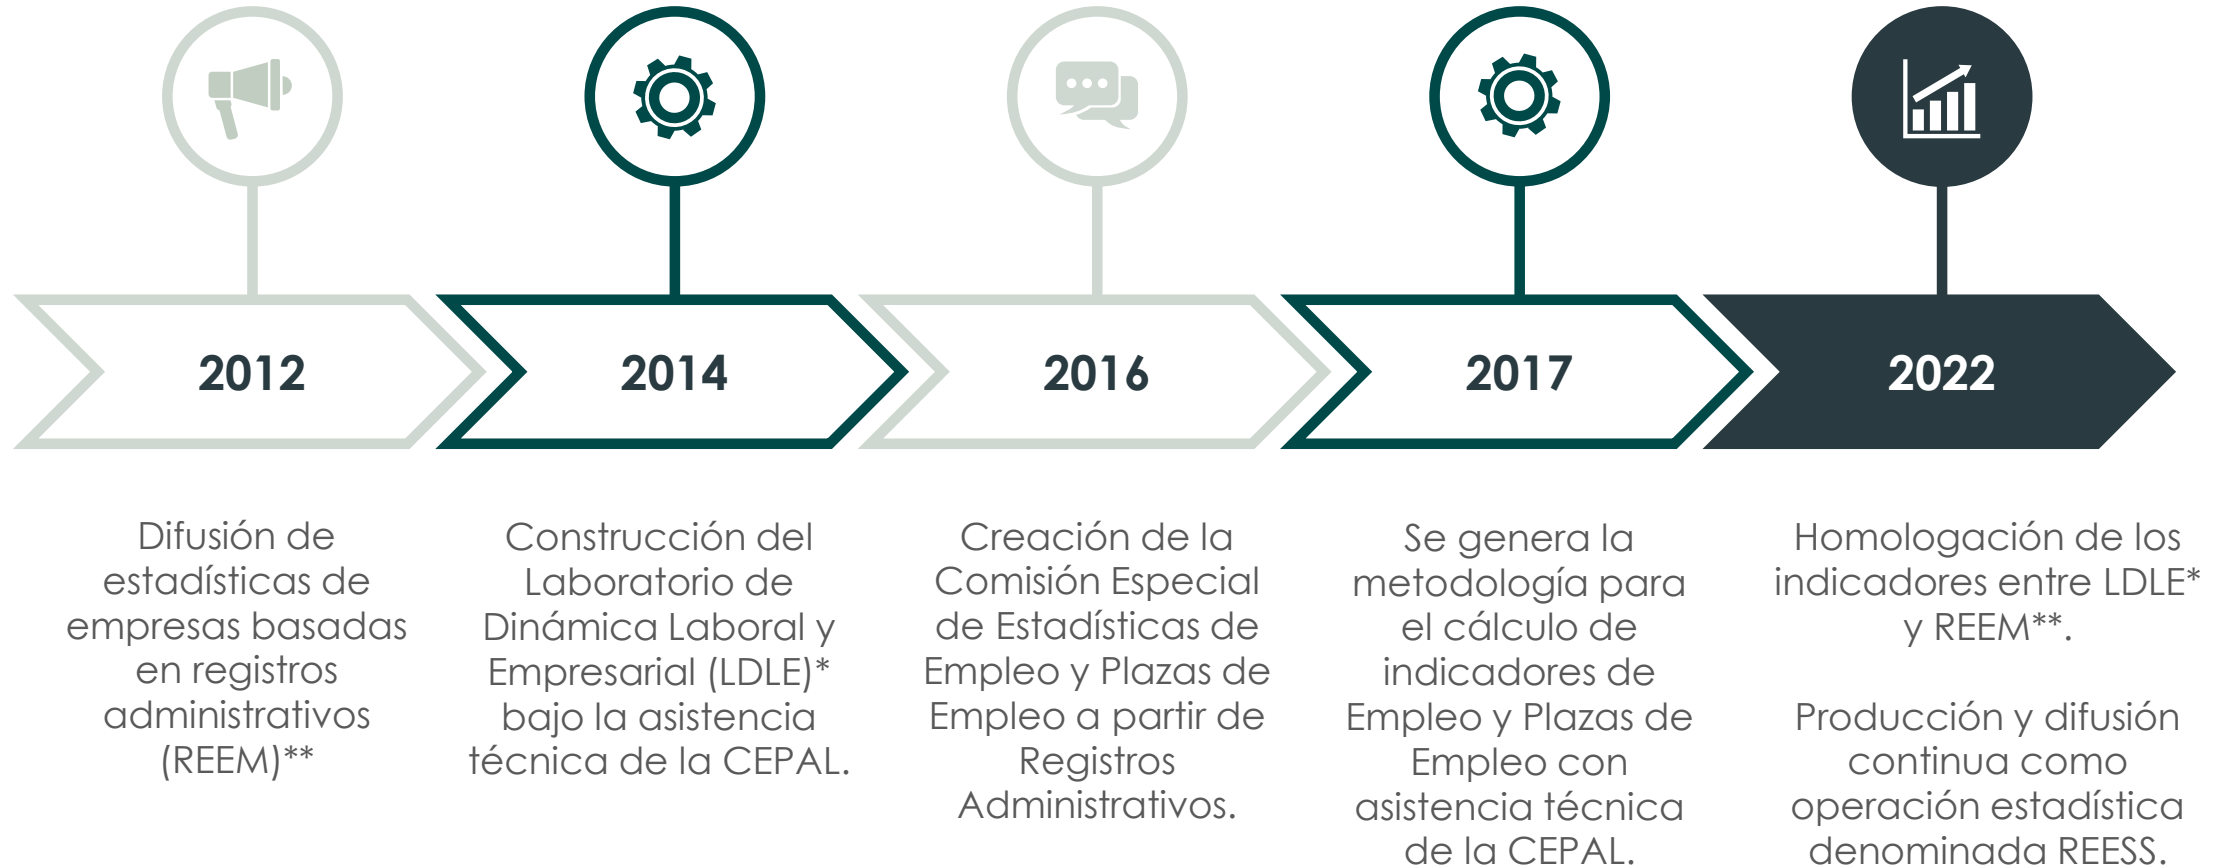 2012
2014
2016
2017
2022
Difusión de
estadísticas de
empresas basadas
en registros
administrativos
(REEM)**
Construcción del
Laboratorio de
Dinámica Laboral y
Empresarial (LDLE)*
bajo la asistencia
técnica de la CEPAL.
Creación de la
Comisión Especial
de Estadísticas de
Empleo y Plazas de
Empleo a partir de
Registros
Administrativos.
Se genera la
metodología para
el cálculo de
indicadores de
Empleo y Plazas de
Empleo con
asistencia técnica
de la CEPAL.
Homologación de los
indicadores entre LDLE*
y REEM**.
Producción y difusión
continua como
operación estadística
denominada REESS.